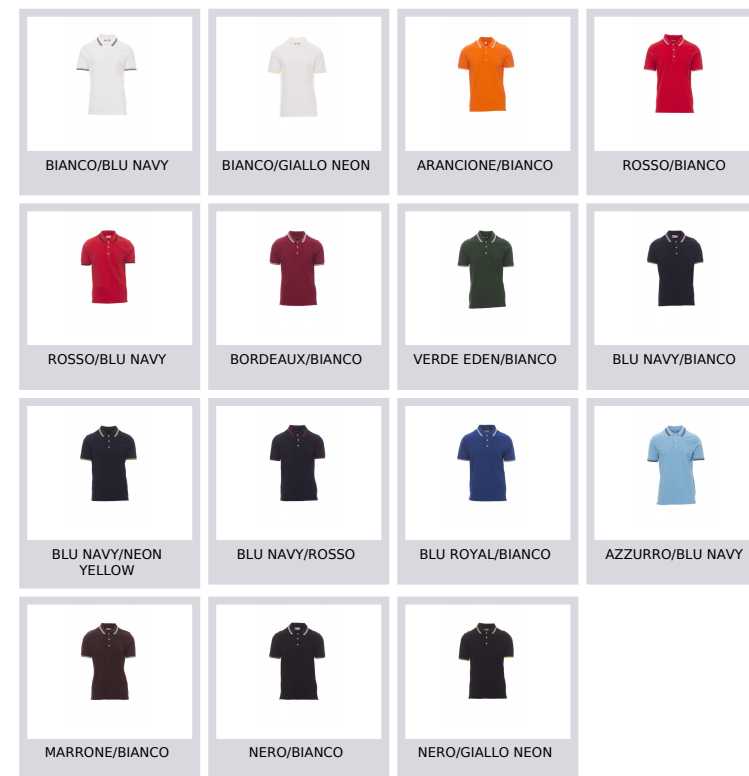 BIANCO/BLU NAVY
BIANCO/GIALLO NEON
ARANCIONE/BIANCO
ROSSO/BIANCO
ROSSO/BLU NAVY
BORDEAUX/BIANCO
VERDE EDEN/BIANCO
BLU NAVY/BIANCO
BLU NAVY/NEON
YELLOW
BLU NAVY/ROSSO
BLU ROYAL/BIANCO
AZZURRO/BLU NAVY
MARRONE/BIANCO
NERO/BIANCO
NERO/GIALLO NEON